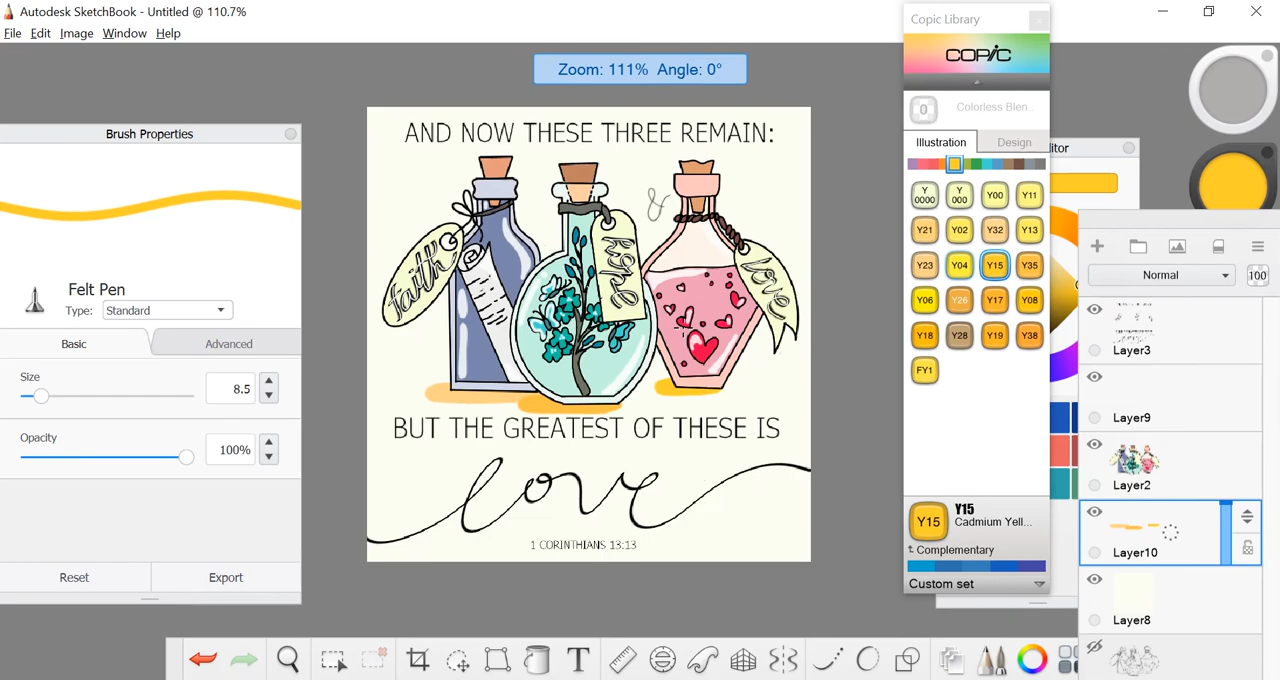 Autodesk SketchBook - Untitled @ 110.7%
File Edit Image Window Help
Zoom: 111% Angle: 0°
Brush Properties
Felt Pen
Type: Standard
Basic Advanced
Size 8.5
Opacity 100%
Reset Export
AND NOW THESE THREE REMAIN:
&
faith
hope
love
BUT THE GREATEST OF THESE IS
love
1 CORINTHIANS 13:13
Copic Library
COPIC
0 Colorless Blen..
Illustration Design
Y0000 Y000 Y00 Y11
Y21 Y02 Y32 Y13
Y23 Y04 Y15 Y35
Y06 Y26 Y17 Y08
Y18 Y28 Y19 Y38
FY1
Y15 Y15
Cadmium Yell...
Complementary
Custom set
itor
Normal 100
Layer3
Layer9
Layer2
Layer10
Layer8
T